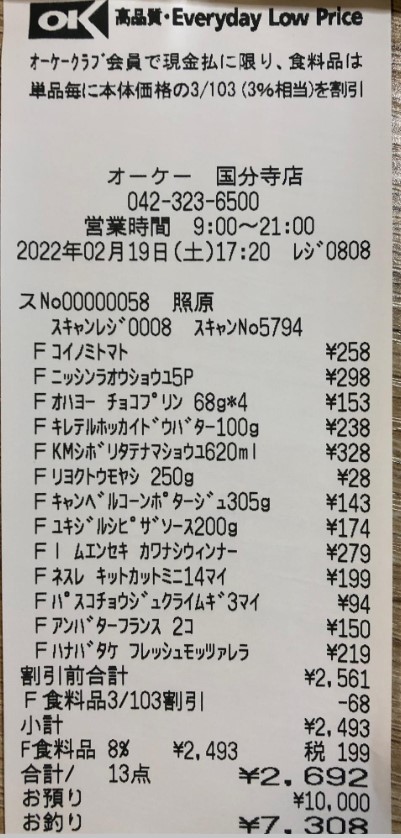 OK 高品質・Everyday Low Price
オーケークラブ会員で現金払に限り、食料品は
単品毎に本体価格の3/103(3%相当)を割引
オーケー 国分寺店
042-323-6500
営業時間 9:00～21:00
2022年02月19日(土)17:20 レジ0808
スNo00000058 照原
スキャンレジ0008 スキャンNo5794
F コイノミトマト ¥258
F ニッシンラオウショウユ5P ¥298
F オハヨー チョコプリン 68g*4 ¥153
F キレテルホッカイドウバター100g ¥238
F KMシボリタテナマショウユ620ml ¥328
F リョクトウモヤシ 250g ¥28
F キャンベルコーンポタージュ305g ¥143
F ユキジルシピザソース200g ¥174
F I ムエンセキ カワナシウィンナー ¥279
F ネスレ キットカットミニ14マイ ¥199
F パスコチョウジュクライムギ3マイ ¥94
F アンバターフランス 2コ ¥150
F ハナバタケ フレッシュモッツァレラ ¥219
割引前合計 ¥2,561
F 食料品3/103割引 -68
小計 ¥2,493
F食料品 8% ¥2,493 税 199
合計/ 13点 ¥2,692
お預り ¥10,000
お釣り ¥7,308